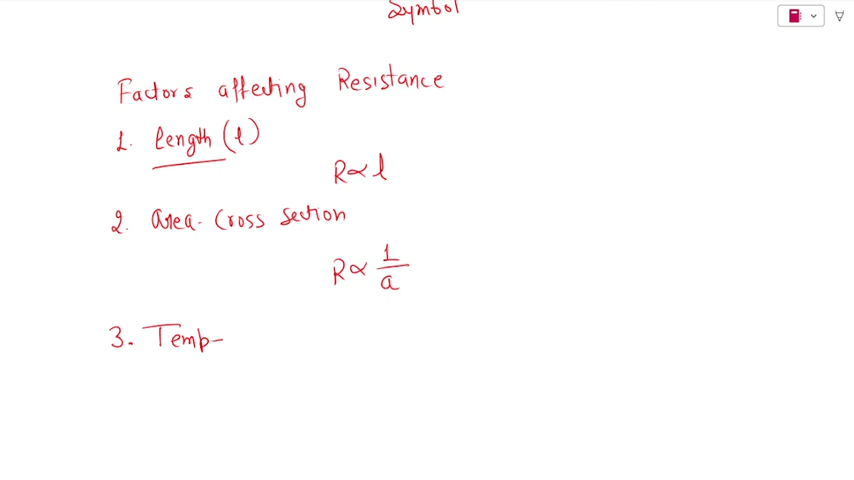 Symbol
Factors affecting Resistance
1. length (l)
R ∝ l
2. area-cross section
R ∝ 1/a
3. Temp-